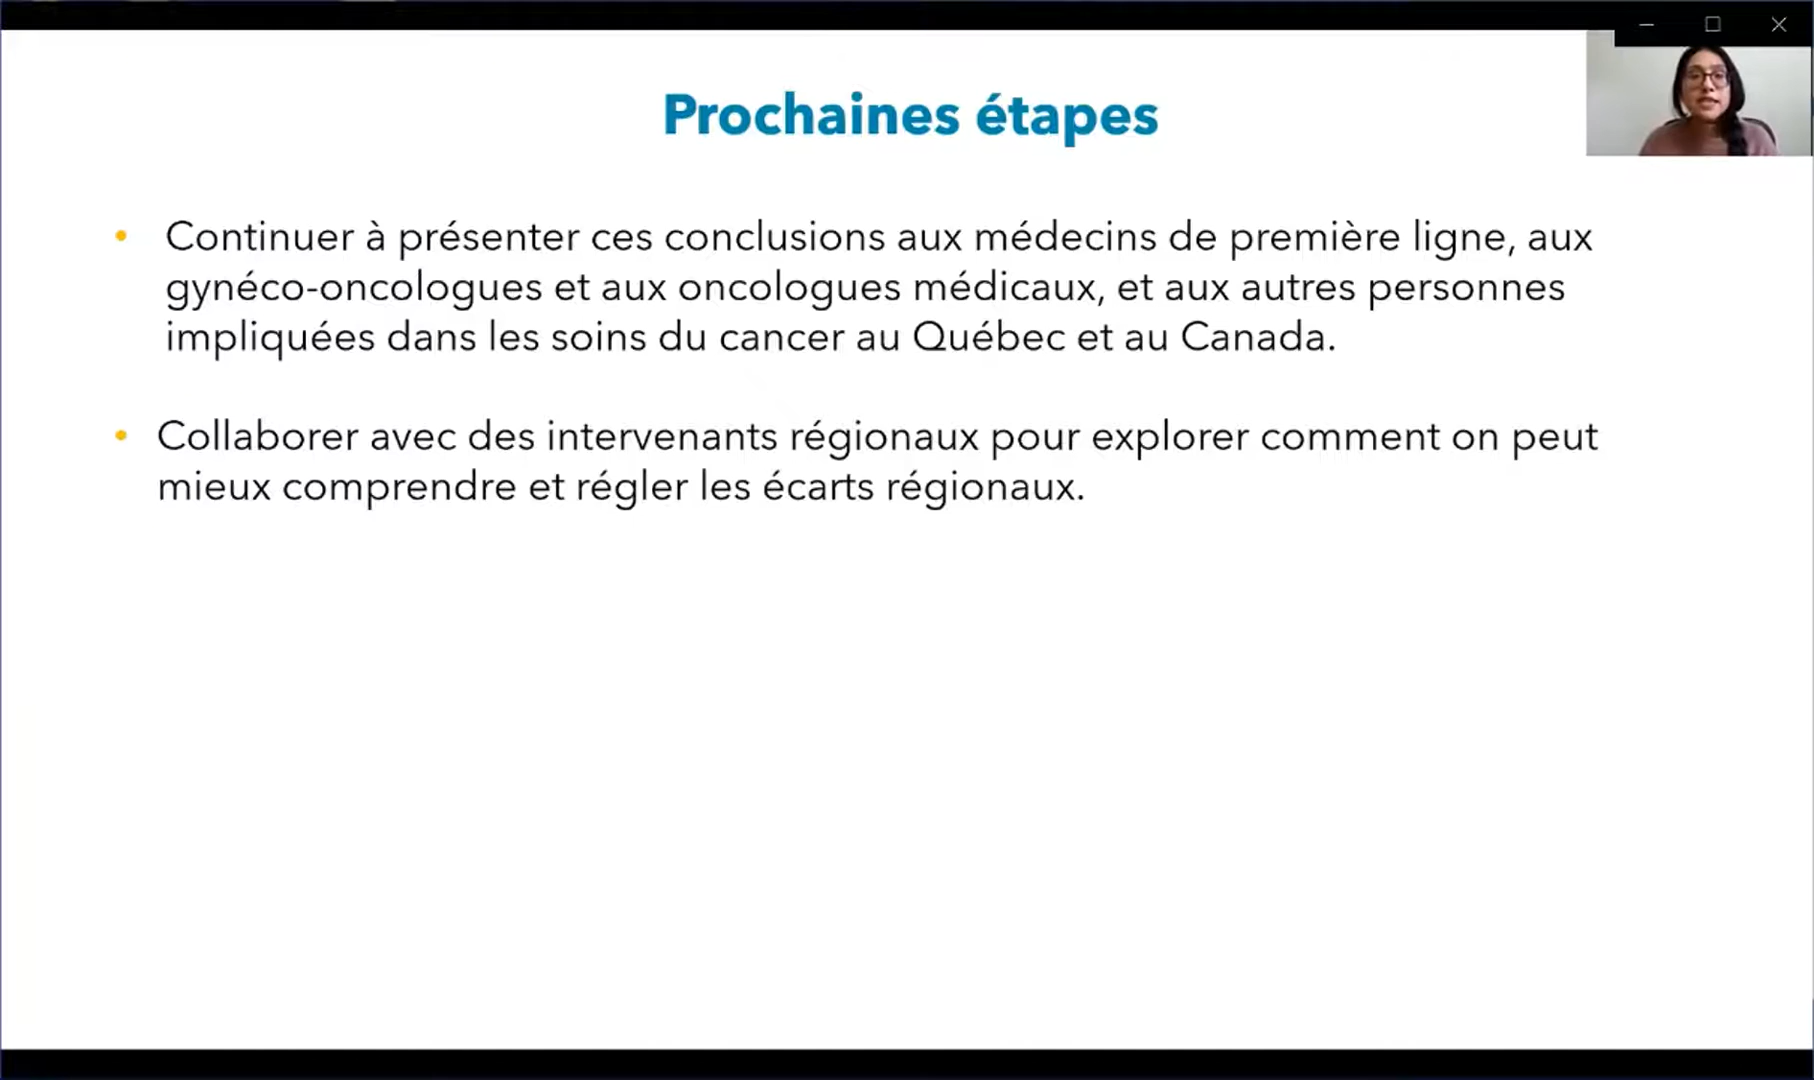 Prochaines étapes
• Continuer à présenter ces conclusions aux médecins de première ligne, aux
gynéco-oncologues et aux oncologues médicaux, et aux autres personnes
impliquées dans les soins du cancer au Québec et au Canada.
• Collaborer avec des intervenants régionaux pour explorer comment on peut
mieux comprendre et régler les écarts régionaux.